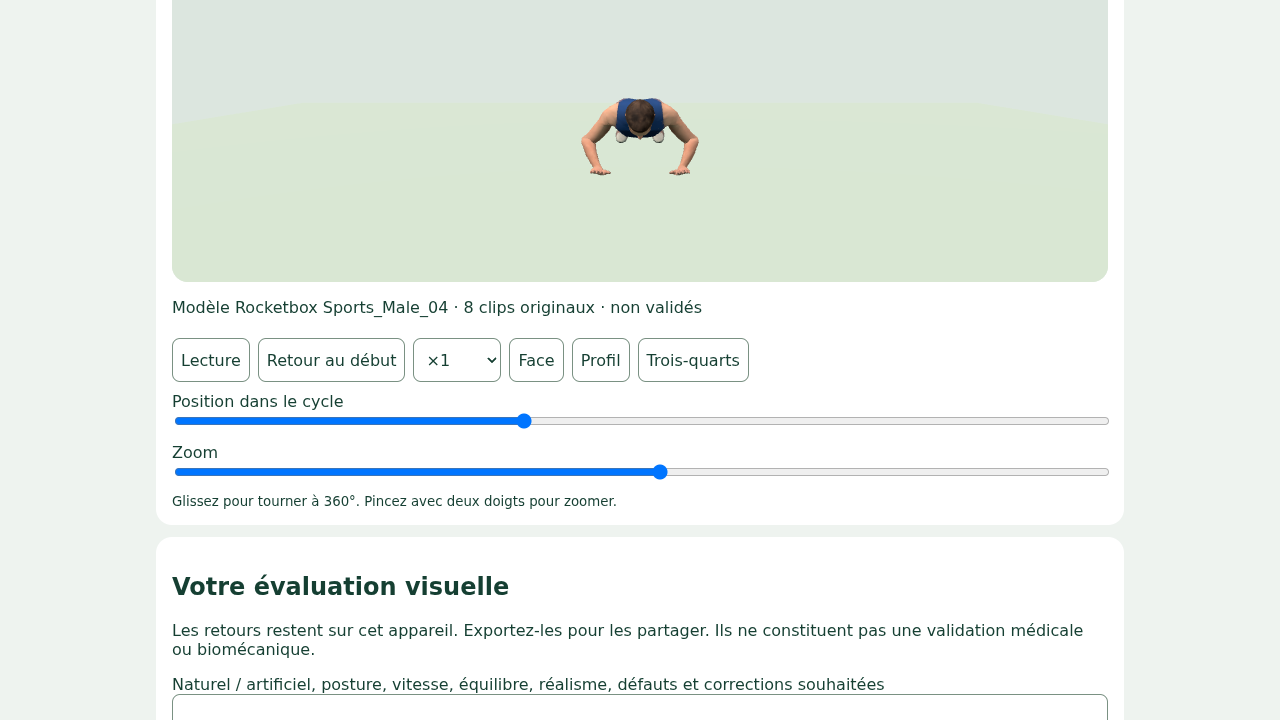 Modèle Rocketbox Sports_Male_04 · 8 clips originaux · non validés
Lecture Retour au début ×1 Face Profil Trois-quarts
Position dans le cycle
Zoom
Glissez pour tourner à 360°. Pincez avec deux doigts pour zoomer.
Votre évaluation visuelle
Les retours restent sur cet appareil. Exportez-les pour les partager. Ils ne constituent pas une validation médicale
ou biomécanique.
Naturel / artificiel, posture, vitesse, équilibre, réalisme, défauts et corrections souhaitées